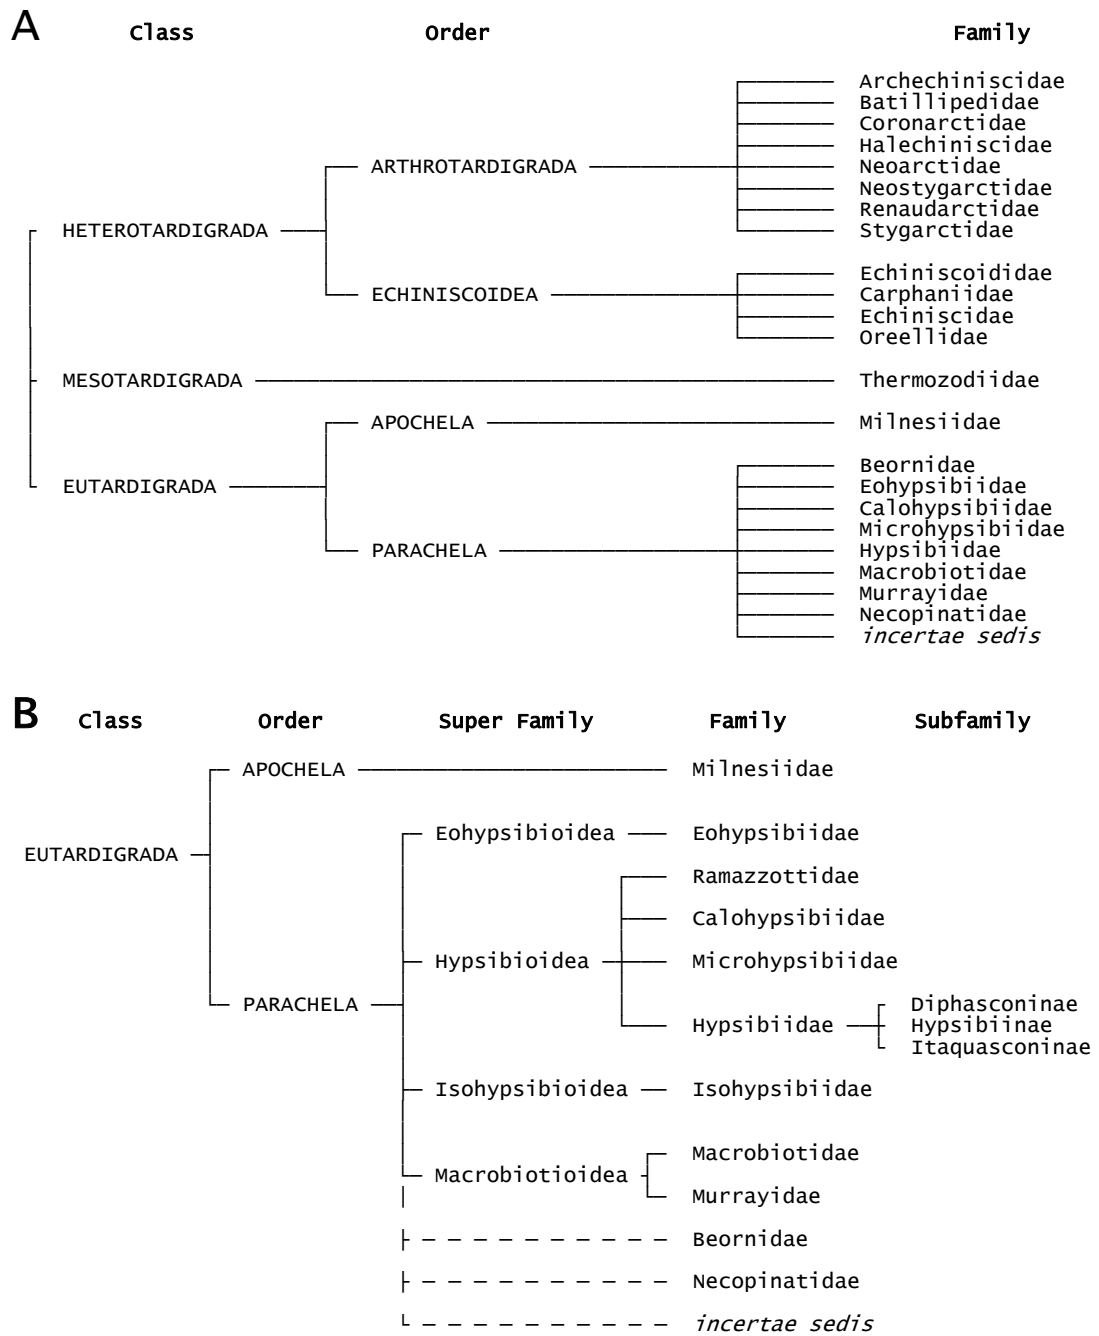 A
Class Order Family
Archechiniscidae
Batillipedidae
Coronarctidae
Halechiniscidae
ARTHROTARDIGRADA Neoarctidae
Neostygarctidae
Renaudarctidae
HETEROTARDIGRADA Stygarctidae
Echiniscoididae
ECHINISCOIDEA Carphaniidae
Echiniscidae
Oreellidae
MESOTARDIGRADA Thermozodiidae
APOCHELA Milnesiidae
Beornidae
EUTARDIGRADA Eohypsibiidae
Calohypsibiidae
Microhypsibiidae
PARACHELA Hypsibiidae
Macrobiotidae
Murrayidae
Necopinatidae
incertae sedis
B
Class Order Super Family Family Subfamily
APOCHELA Milnesiidae
Eohypsibioidea Eohypsibiidae
EUTARDIGRADA
Ramazzottidae
Calohypsibiidae
Hypsibioidea Microhypsibiidae
PARACHELA Diphasconinae
Hypsibiidae Hypsibiinae
Itaquasconinae
Isohypsibioidea Isohypsibiidae
Macrobiotidae
Macrobiotioidea
Murrayidae
Beornidae
Necopinatidae
incertae sedis